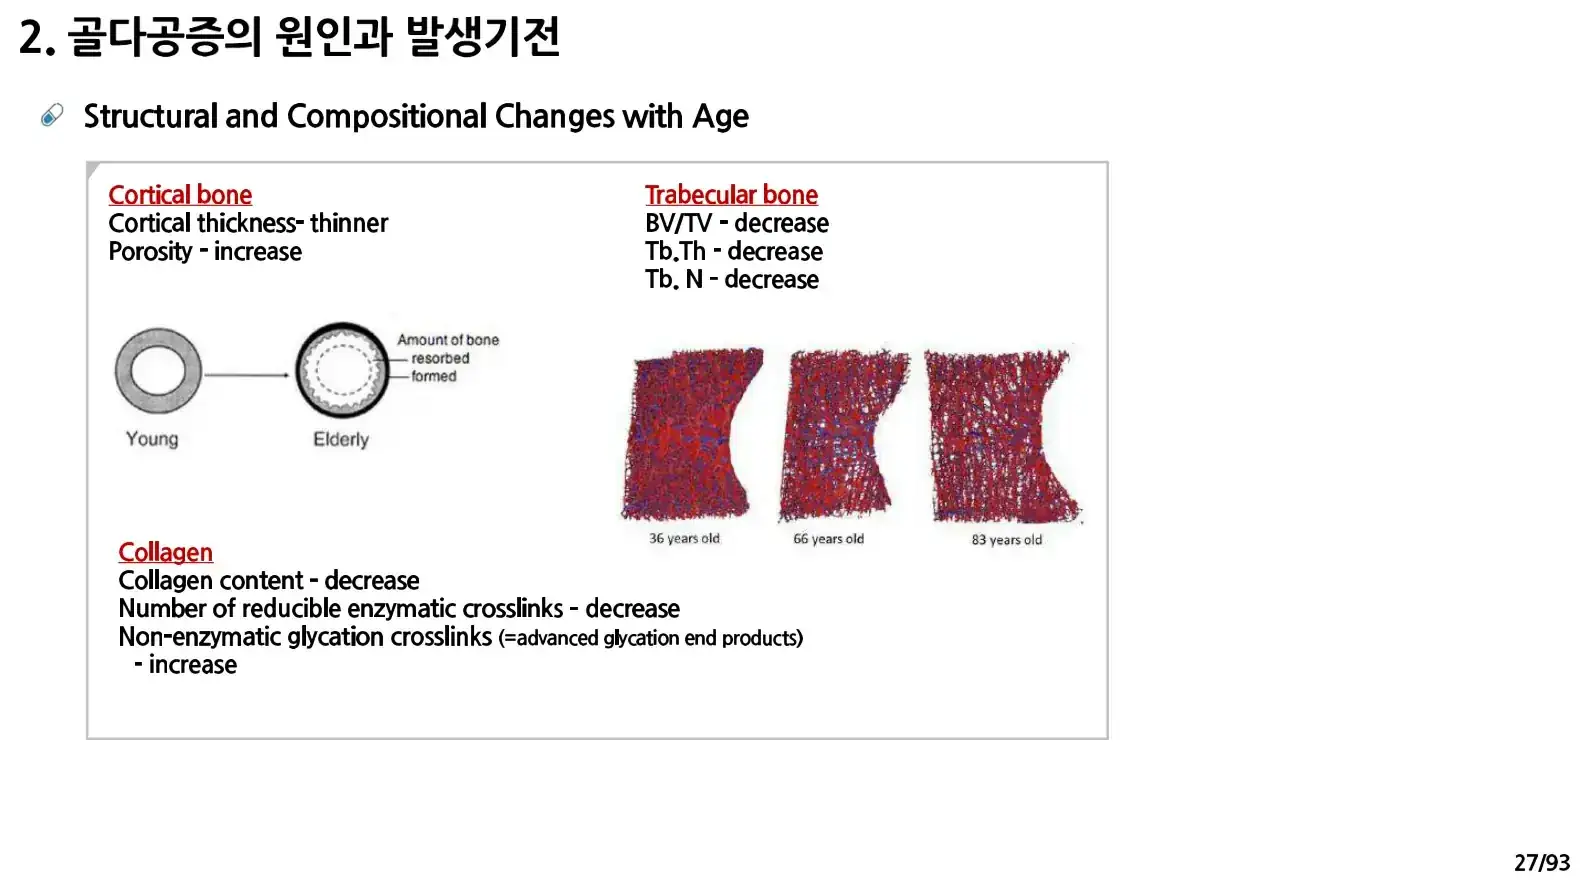 2. 골다공증의 원인과 발생기전
Structural and Compositional Changes with Age
Cortical bone
Cortical thickness- thinner
Porosity - increase
Trabecular bone
BV/TV - decrease
Tb.Th - decrease
Tb. N - decrease
Amount of bone
resorbed
formed
Young
Elderly
36 years old
66 years old
83 years old
Collagen
Collagen content - decrease
Number of reducible enzymatic crosslinks - decrease
Non-enzymatic glycation crosslinks (=advanced glycation end products)
- increase
27/93